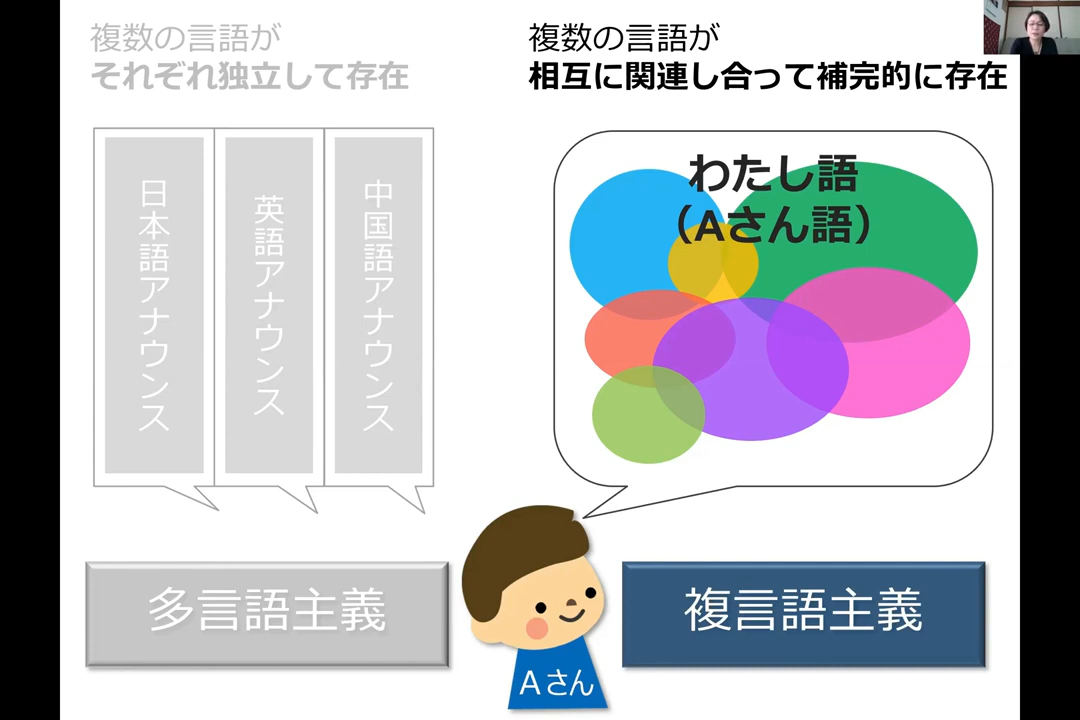 複数の言語が
それぞれ独立して存在
日本語アナウンス
英語アナウンス
中国語アナウンス
多言語主義
複数の言語が
相互に関連し合って補完的に存在
わたし語
（Aさん語）
複言語主義
Aさん